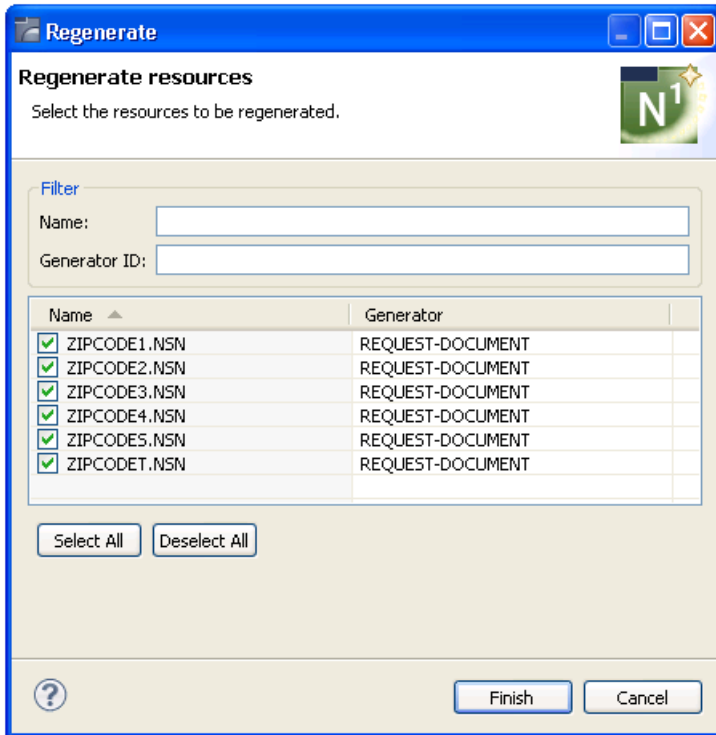 Regenerate
Regenerate resources
Select the resources to be regenerated.
N1
Filter
Name:
Generator ID:
Name Generator
ZIPCODE1.NSN REQUEST-DOCUMENT
ZIPCODE2.NSN REQUEST-DOCUMENT
ZIPCODE3.NSN REQUEST-DOCUMENT
ZIPCODE4.NSN REQUEST-DOCUMENT
ZIPCODES.NSN REQUEST-DOCUMENT
ZIPCODET.NSN REQUEST-DOCUMENT
Select All Deselect All
? Finish Cancel